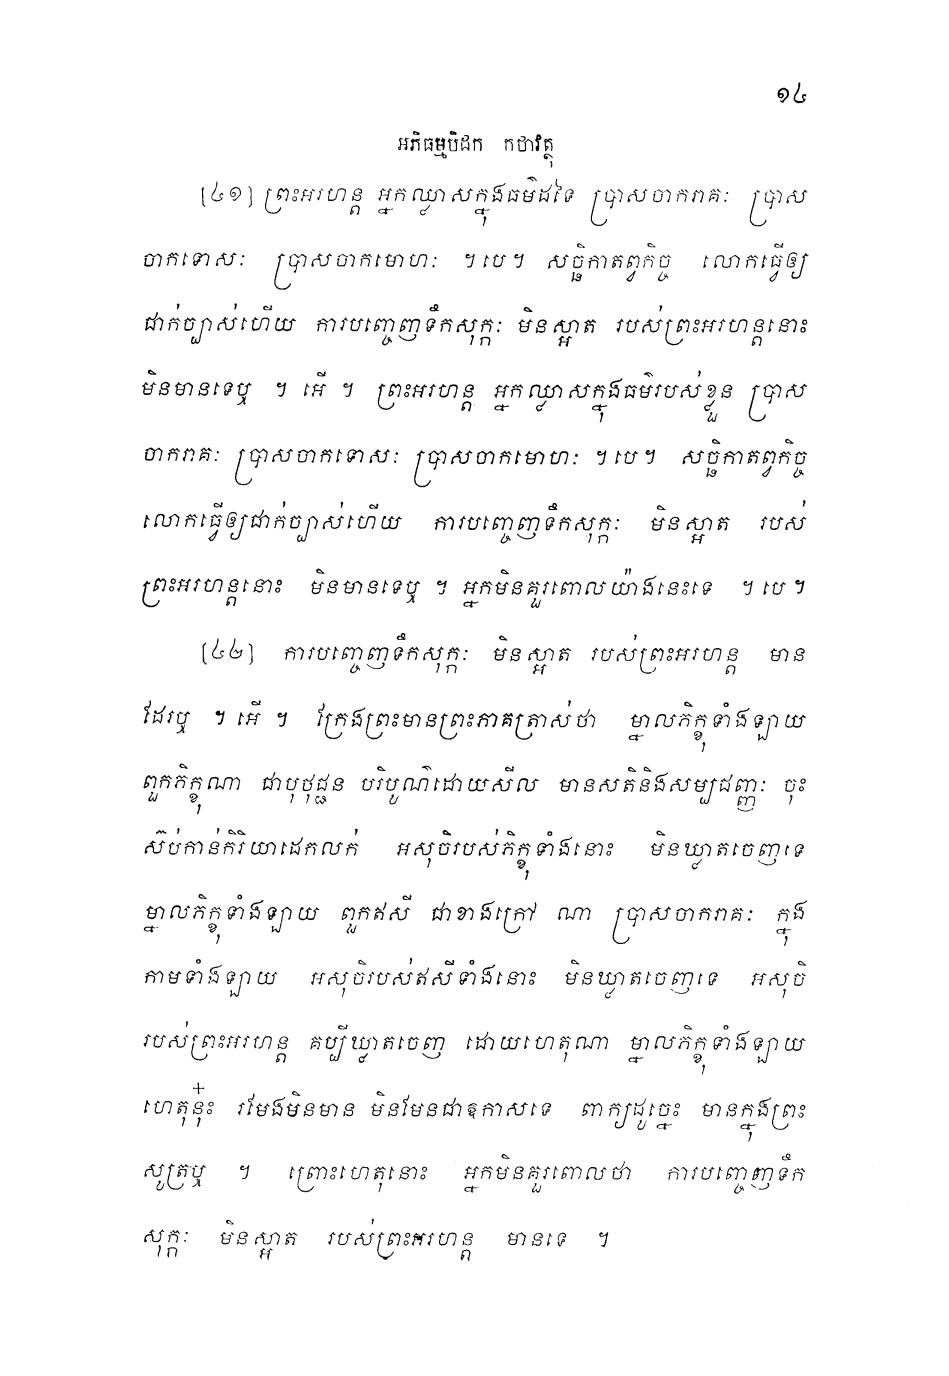 ១៤
អភិធម្មបិដក កថាវត្ថុ
[៤១] ព្រះអរហន្ត អ្នកឈ្លាសក្នុងធម៌ដទៃ ប្រាសចាករាគៈ ប្រាស
ចាកទោសៈ ប្រាសចាកមោហៈ ។បេ។ សច្ឆិកាតព្វកិច្ច លោកធ្វើឲ្យ
ជាក់ច្បាស់ហើយ ការបញ្ចេញទឹកសុក្កៈ មិនស្អាត របស់ព្រះអរហន្តនោះ
មិនមានទេឬ ។ អើ ។ ព្រះអរហន្ត អ្នកឈ្លាសក្នុងធម៌របស់ខ្លួន ប្រាស
ចាករាគៈ ប្រាសចាកទោសៈ ប្រាសចាកមោហៈ ។បេ។ សច្ឆិកាតព្វកិច្ច
លោកធ្វើឲ្យជាក់ច្បាស់ហើយ ការបញ្ចេញទឹកសុក្កៈ មិនស្អាត របស់
ព្រះអរហន្តនោះ មិនមានទេឬ ។ អ្នកមិនគួរពោលយ៉ាងនេះទេ ។បេ។
[៤២] ការបញ្ចេញទឹកសុក្កៈ មិនស្អាត របស់ព្រះអរហន្ត មាន
ដែរឬ ។ អើ ។ ក្រែងព្រះមានព្រះភាគត្រាស់ថា ម្នាលភិក្ខុទាំងឡាយ
ពួកភិក្ខុណា ជាបុថុជ្ជន បរិបូណ៌ដោយសីល មានសតិនិងសម្បជញ្ញៈ ចុះ
ស៊ប់កាន់កិរិយាដេកលក់ អសុចិរបស់ភិក្ខុទាំងនោះ មិនឃ្លាតចេញទេ
ម្នាលភិក្ខុទាំងឡាយ ពួកឥសី ជាខាងក្រៅ ណា ប្រាសចាករាគៈ ក្នុង
កាមទាំងឡាយ អសុចិរបស់ឥសីទាំងនោះ មិនឃ្លាតចេញទេ អសុចិ
របស់ព្រះអរហន្ត គប្បីឃ្លាតចេញ ដោយហេតុណា ម្នាលភិក្ខុទាំងឡាយ
ហេតុនុ៎ះ រមែងមិនមាន មិនមែនជាឱកាសទេ ពាក្យដូច្នេះ មានក្នុងព្រះ
សូត្រឬ ។ ព្រោះហេតុនោះ អ្នកមិនគួរពោលថា ការបញ្ចេញទឹក
សុក្កៈ មិនស្អាត របស់ព្រះអរហន្ត មានទេ ។